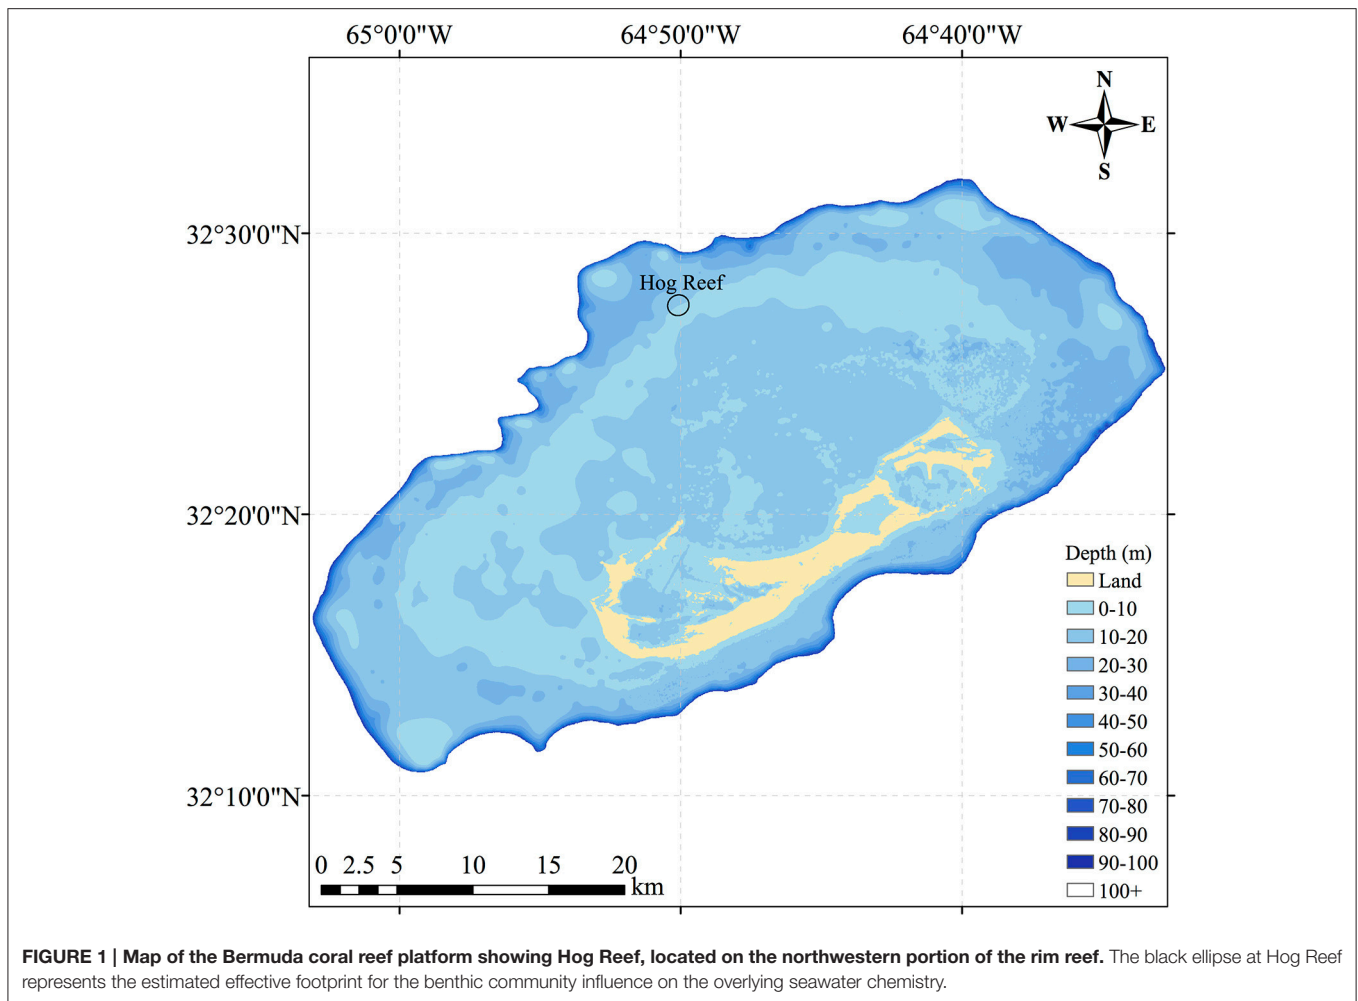 65°0'0"W 64°50'0"W 64°40'0"W
N
W E
S
32°30'0"N
Hog Reef
32°20'0"N
Depth (m)
Land
0-10
10-20
20-30
30-40
40-50
50-60
60-70
70-80
80-90
90-100
100+
32°10'0"N
0 2.5 5 10 15 20
km
FIGURE 1 | Map of the Bermuda coral reef platform showing Hog Reef, located on the northwestern portion of the rim reef. The black ellipse at Hog Reef
represents the estimated effective footprint for the benthic community influence on the overlying seawater chemistry.